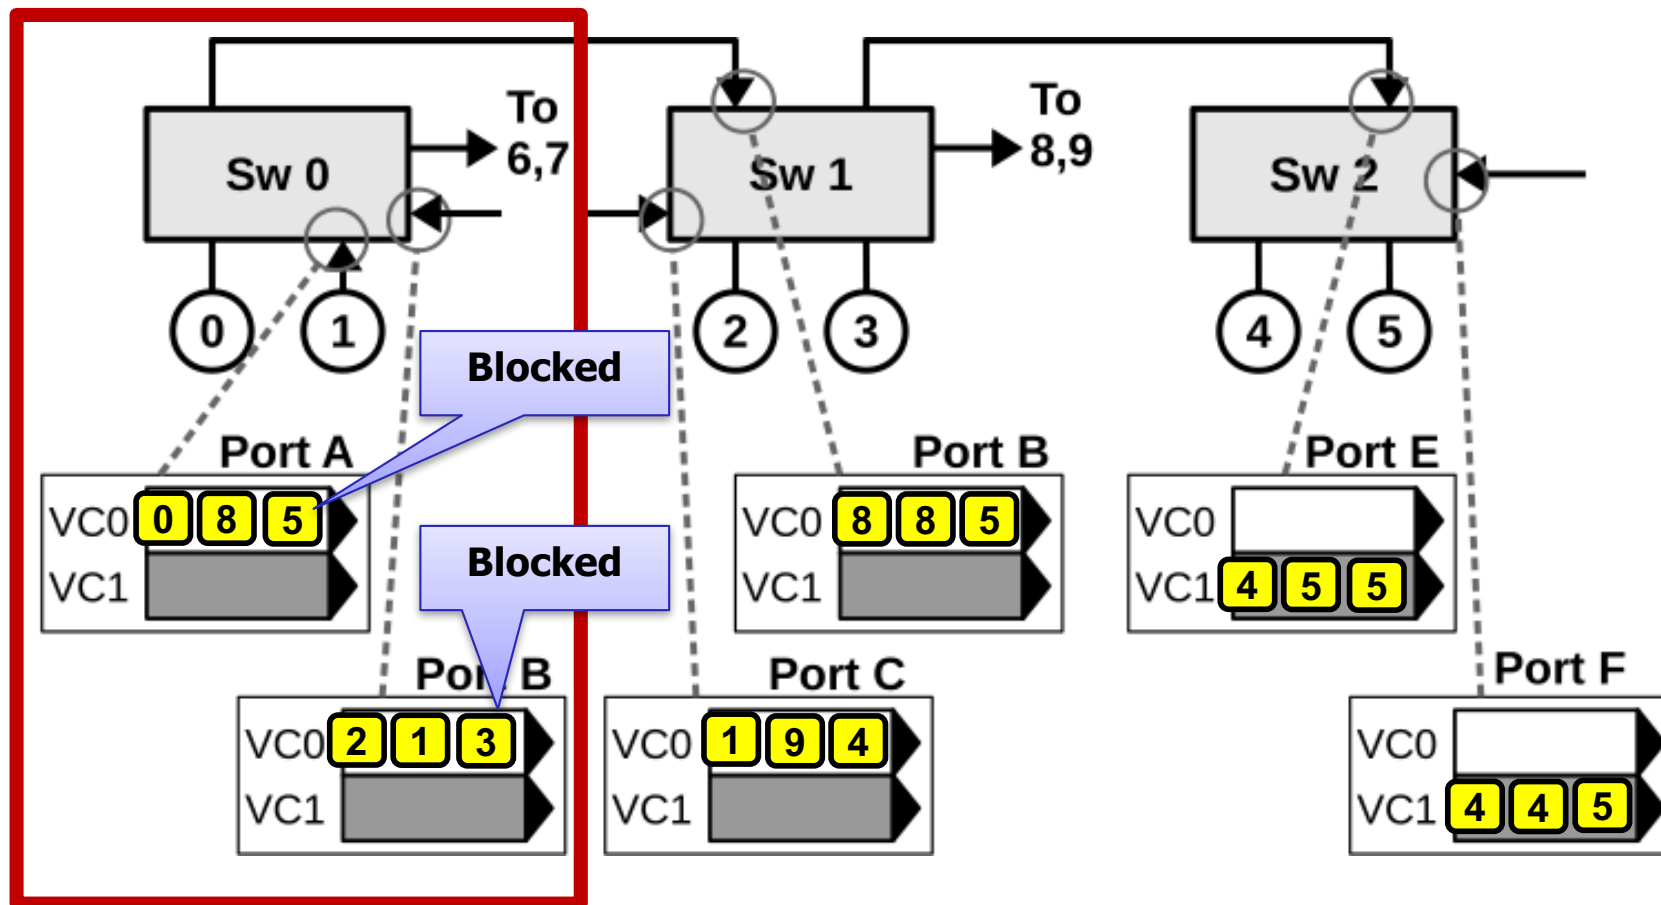 To
6,7
To
8,9
Sw 0
Sw 1
Sw 2
0
1
2
3
4
5
Blocked
Port A
VC0 0 8 5
VC1
Port B
VC0 8 8 5
VC1
Port E
VC0
VC1 4 5 5
Blocked
Port B
VC0 2 1 3
VC1
Port C
VC0 1 9 4
VC1
Port F
VC0
VC1 4 4 5